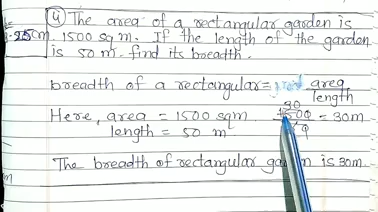 ④ The area of a rectangular garden is
25cm. 1500 sq m. If the length of the garden
is 50 m. find its breadth.
breadth of a rectangular = area / length
Here, area = 1500 sqm 30 = 30m
length = 50 m
The breadth of rectangular garden is 30m.
m